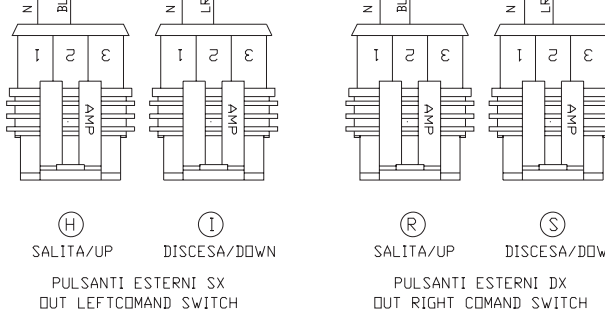 N BL N LR N BL N LR
1 2 3 1 2 3 1 2 3 1 2 3
AMP AMP AMP AMP
H I R S
SALITA/UP DISCESA/DOWN SALITA/UP DISCESA/DOW
PULSANTI ESTERNI SX PULSANTI ESTERNI DX
OUT LEFTCOMAND SWITCH OUT RIGHT COMAND SWITCH